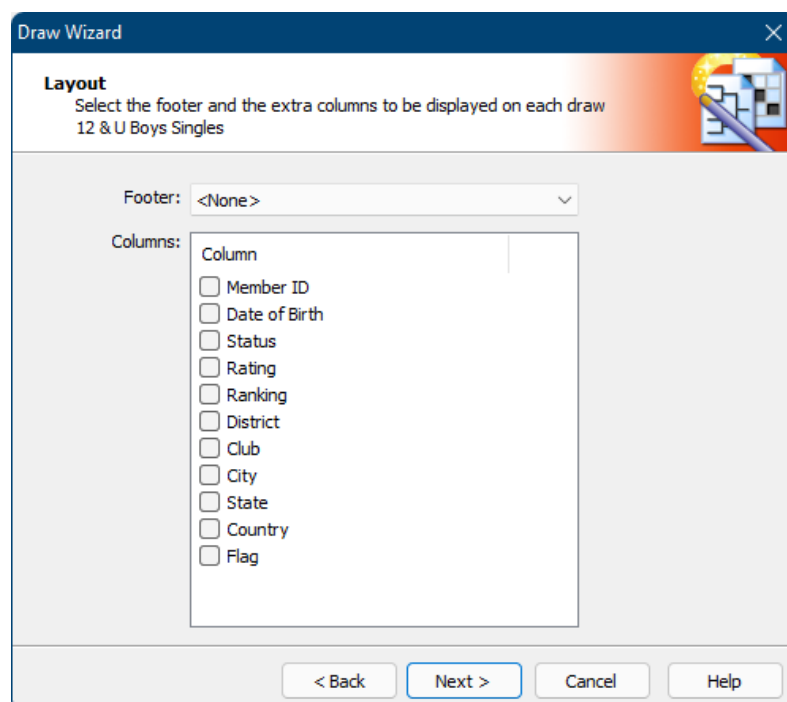 Draw Wizard
Layout
Select the footer and the extra columns to be displayed on each draw
12 & U Boys Singles
Footer: <None>
Columns:
Column
Member ID
Date of Birth
Status
Rating
Ranking
District
Club
City
State
Country
Flag
< Back Next > Cancel Help